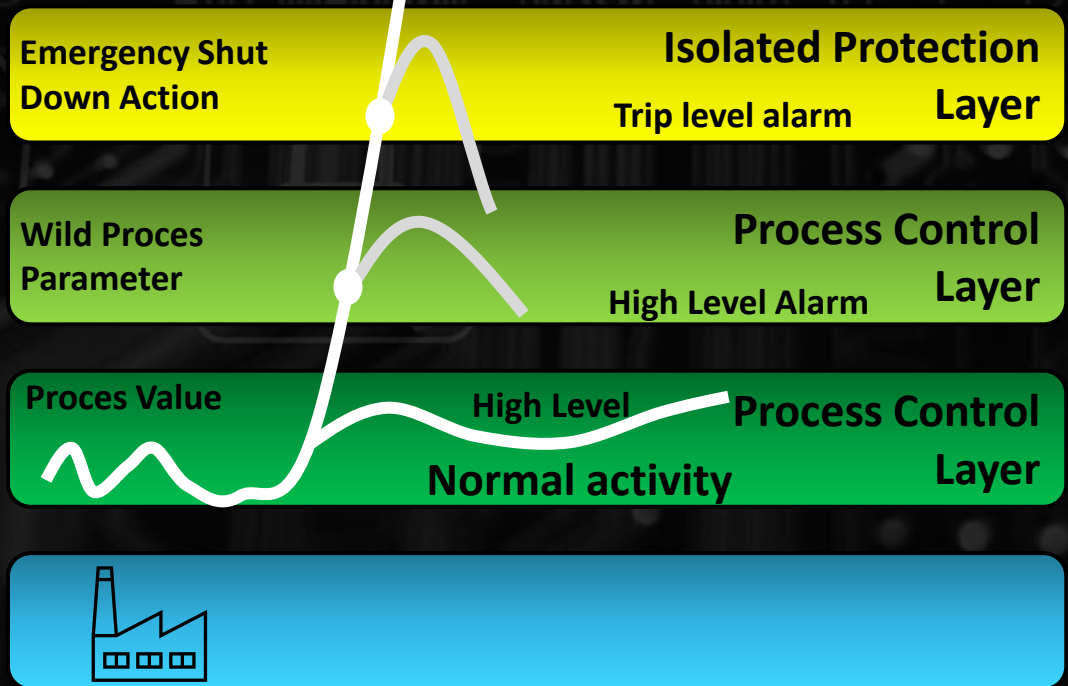 Emergency Shut
Down Action
Isolated Protection
Layer
Trip level alarm
Wild Proces
Parameter
Process Control
Layer
High Level Alarm
Proces Value
High Level
Process Control
Layer
Normal activity